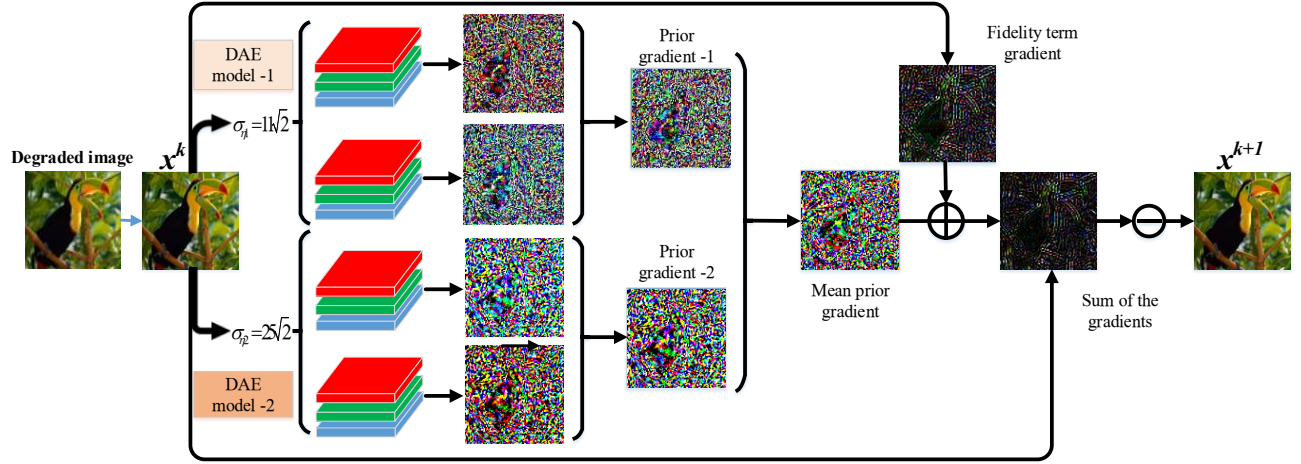 DAE
model -1
σ_η1=11√2
Degraded image
x^k
σ_η2=25√2
DAE
model -2
Prior
gradient -1
Prior
gradient -2
Mean prior
gradient
Fidelity term
gradient
Sum of the
gradients
x^{k+1}